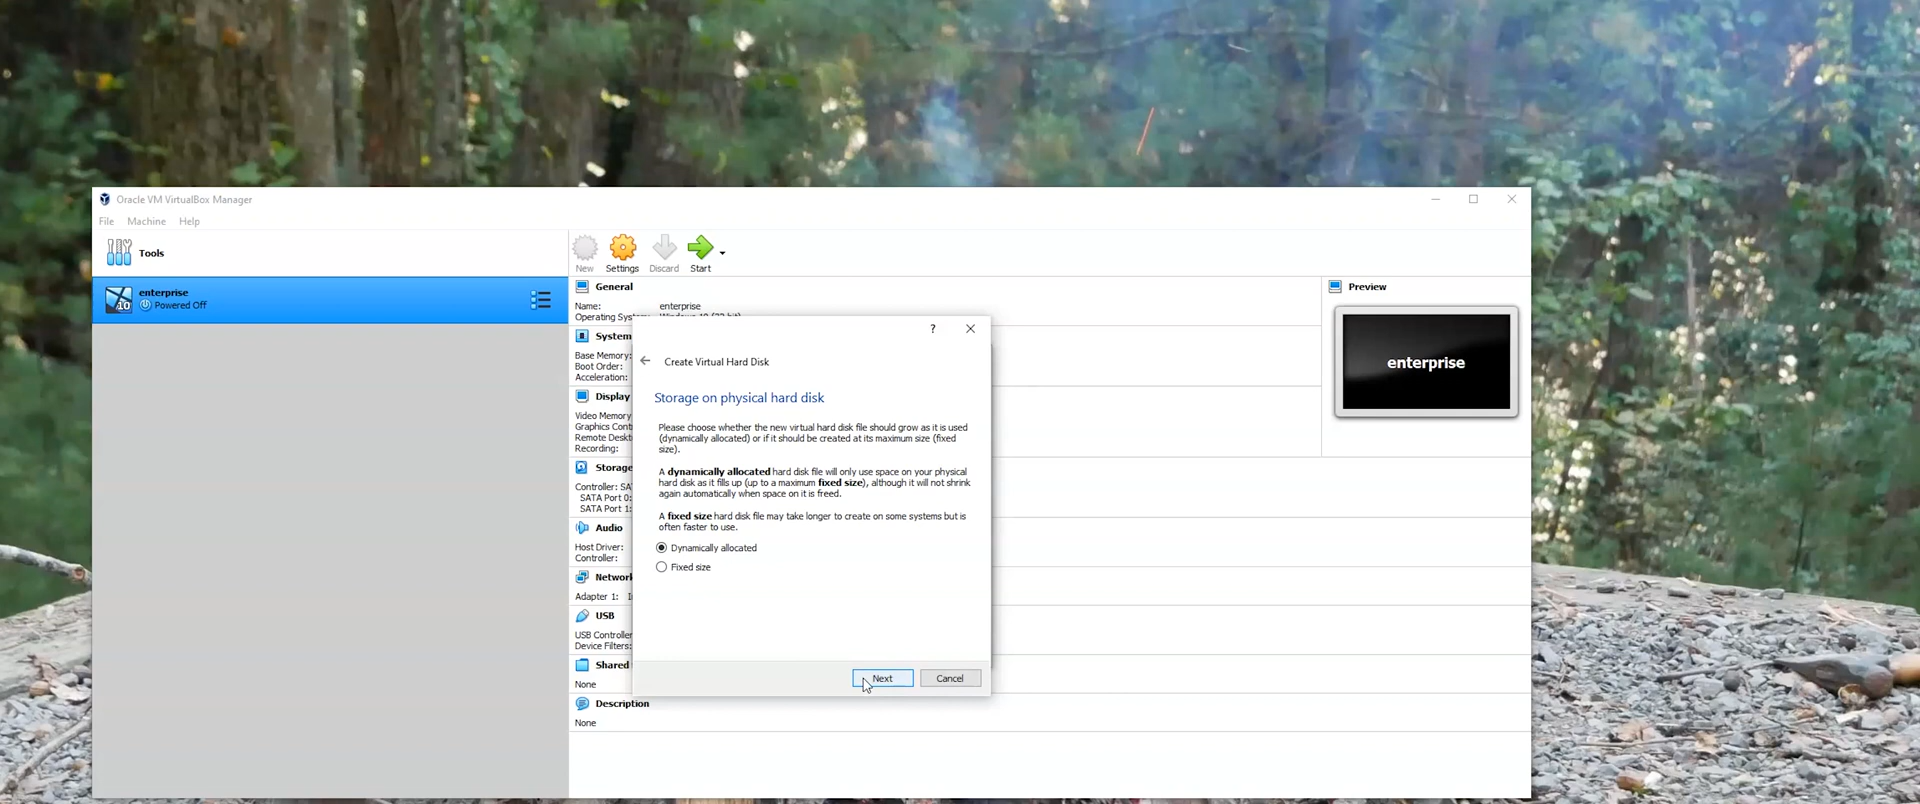 Oracle VM VirtualBox Manager
File Machine Help
Tools
New Settings Discard Start
enterprise
Powered Off
10
General
Name: enterprise
Operating System:
System
Base Memory:
Boot Order:
Acceleration:
Display
Video Memory
Graphics Cont
Remote Deskt
Recording:
Storage
Controller: SA
SATA Port 0:
SATA Port 1:
Audio
Host Driver:
Controller:
Network
Adapter 1: I
USB
USB Controller
Device Filters:
Shared
None
Description
None
Preview
enterprise
?
Create Virtual Hard Disk
Storage on physical hard disk
Please choose whether the new virtual hard disk file should grow as it is used
(dynamically allocated) or if it should be created at its maximum size (fixed
size).
A dynamically allocated hard disk file will only use space on your physical
hard disk as it fills up (up to a maximum fixed size), although it will not shrink
again automatically when space on it is freed.
A fixed size hard disk file may take longer to create on some systems but is
often faster to use.
Dynamically allocated
Fixed size
Next Cancel